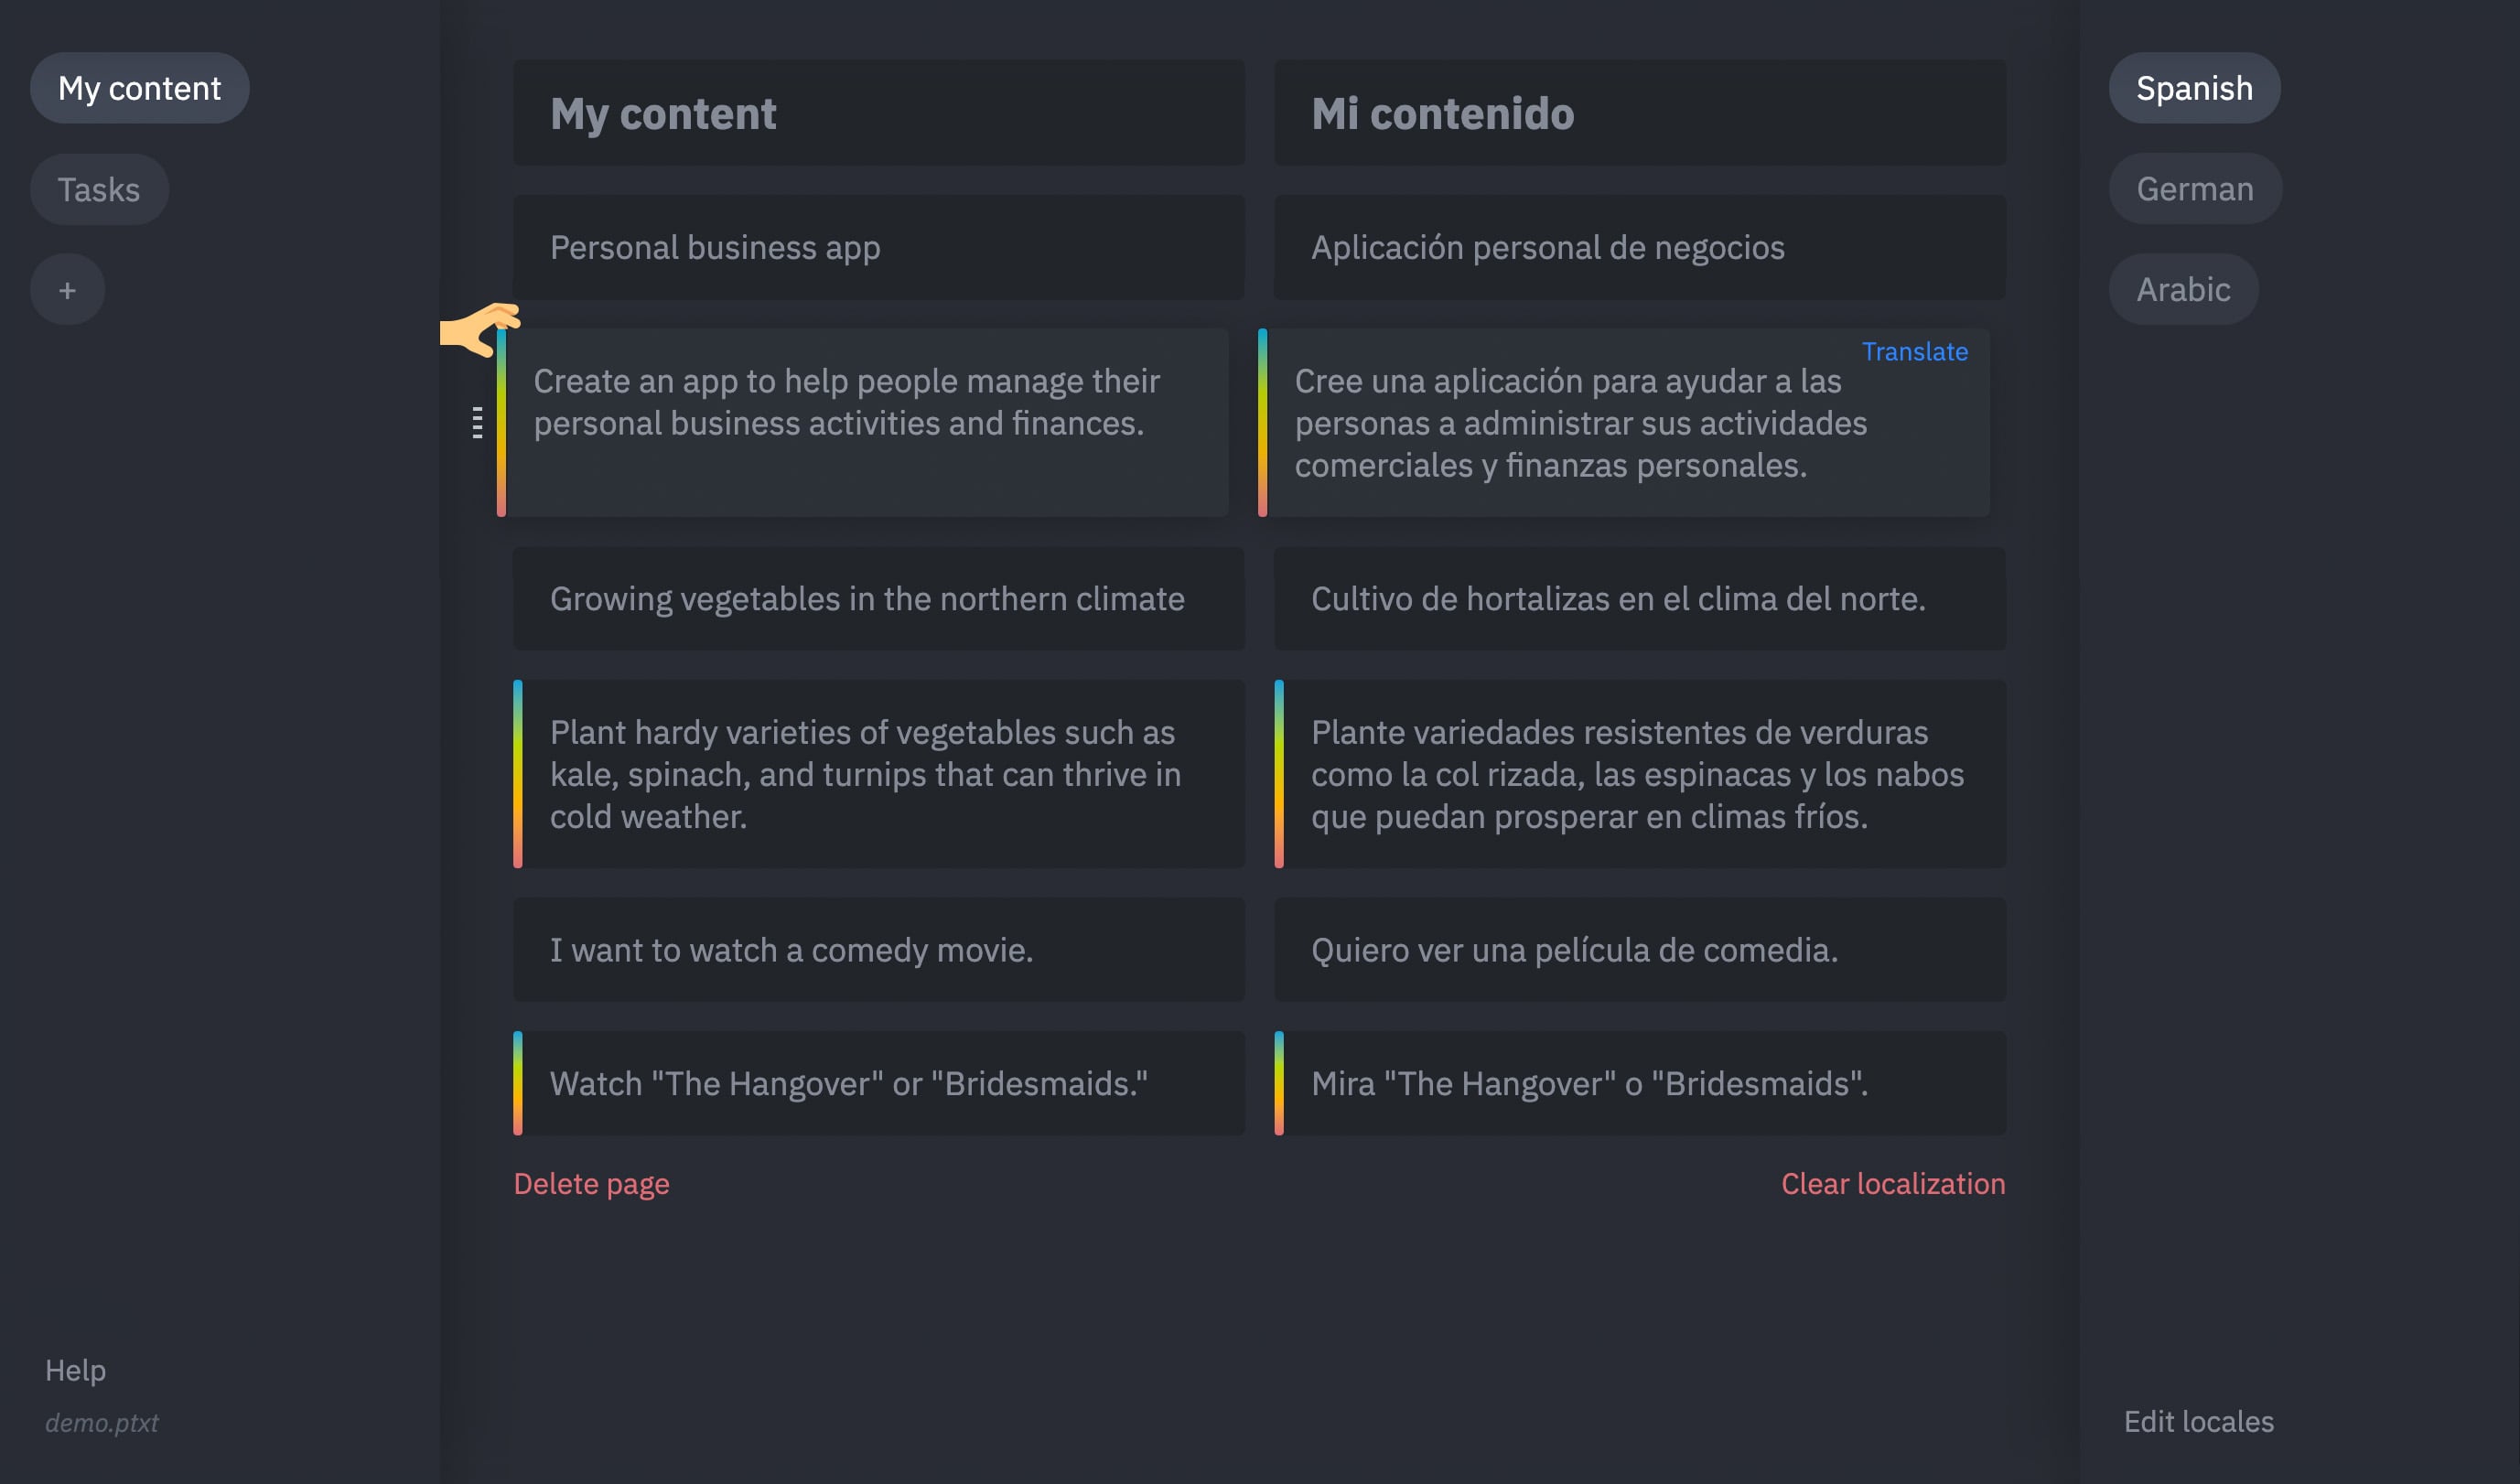 My content
Tasks
+
Help
demo.ptxt
My content
Mi contenido
Personal business app
Aplicación personal de negocios
Create an app to help people manage their
personal business activities and finances.
Translate
Cree una aplicación para ayudar a las
personas a administrar sus actividades
comerciales y finanzas personales.
Growing vegetables in the northern climate
Cultivo de hortalizas en el clima del norte.
Plant hardy varieties of vegetables such as
kale, spinach, and turnips that can thrive in
cold weather.
Plante variedades resistentes de verduras
como la col rizada, las espinacas y los nabos
que puedan prosperar en climas fríos.
I want to watch a comedy movie.
Quiero ver una película de comedia.
Watch "The Hangover" or "Bridesmaids."
Mira "The Hangover" o "Bridesmaids".
Delete page
Clear localization
Spanish
German
Arabic
Edit locales